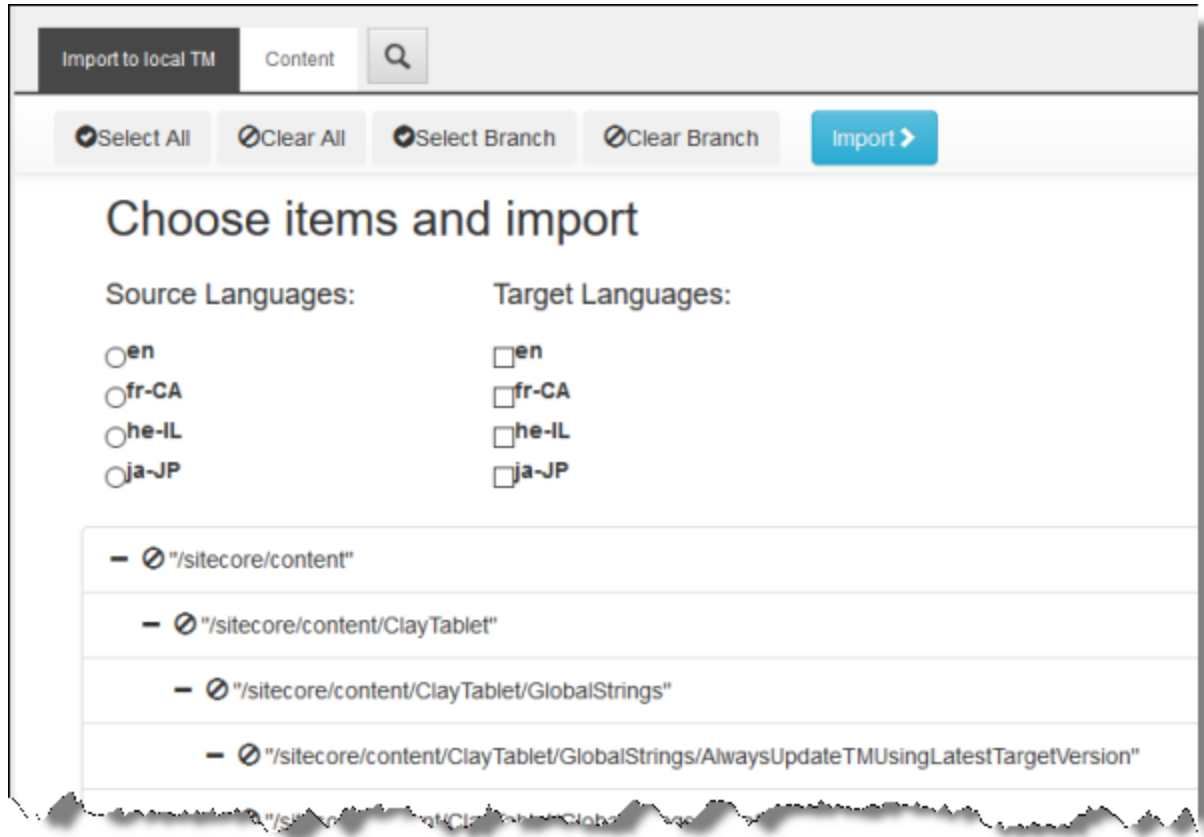 Import to local TM Content
Select All Clear All Select Branch Clear Branch Import
Choose items and import
Source Languages: Target Languages:
en en
fr-CA fr-CA
he-IL he-IL
ja-JP ja-JP
"/sitecore/content"
"/sitecore/content/ClayTablet"
"/sitecore/content/ClayTablet/GlobalStrings"
"/sitecore/content/ClayTablet/GlobalStrings/AlwaysUpdateTMUsingLatestTargetVersion"